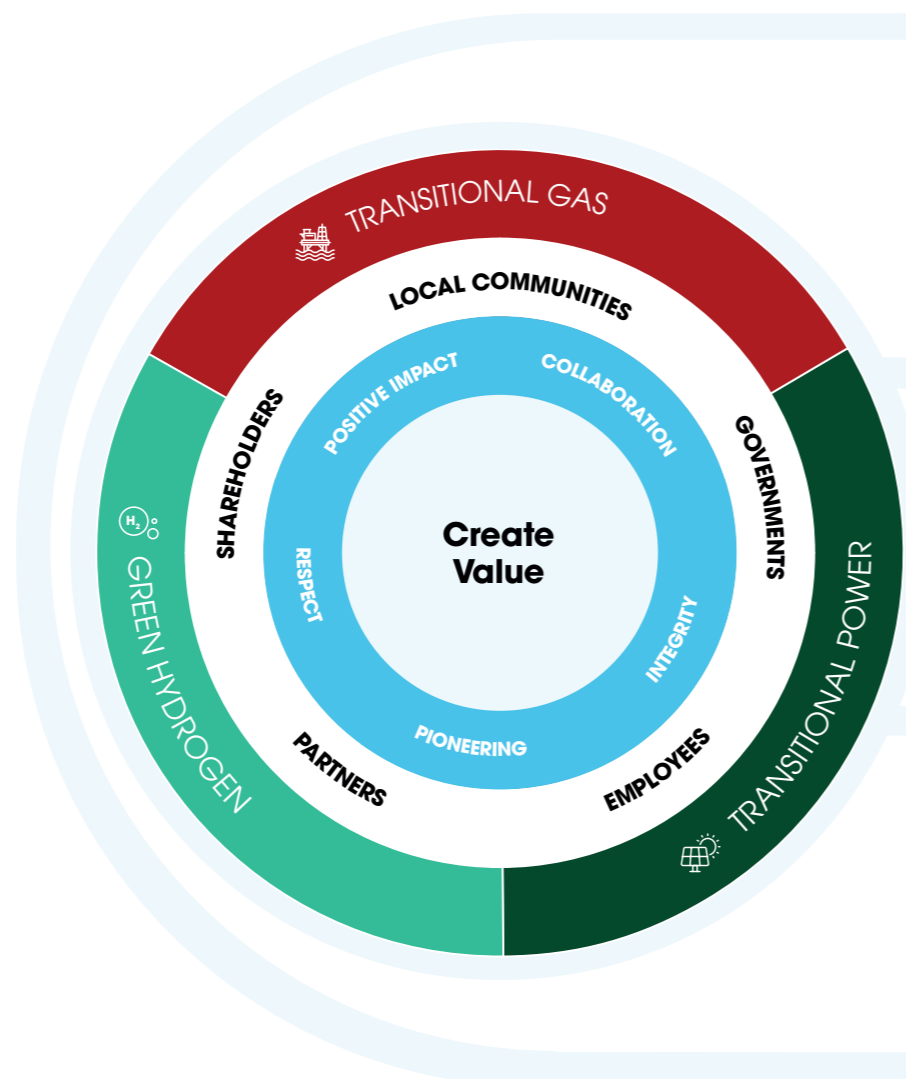 TRANSITIONAL GAS
LOCAL COMMUNITIES
POSITIVE IMPACT
COLLABORATION
SHAREHOLDERS
GOVERNMENTS
H₂
GREEN HYDROGEN
RESPECT
Create
Value
INTEGRITY
TRANSITIONAL POWER
PIONEERING
PARTNERS
EMPLOYEES